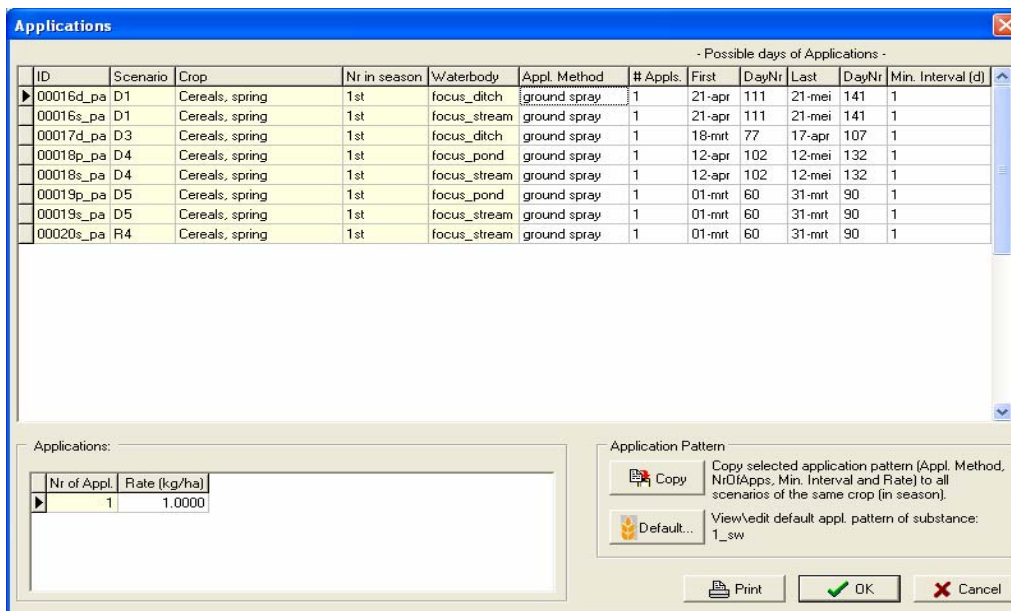 Applications
- Possible days of Applications -
ID Scenario Crop Nr in season Waterbody Appl. Method # Appls. First DayNr Last DayNr Min. Interval (d)
00016d_pa D1 Cereals, spring 1st focus_ditch ground spray 1 21-apr 111 21-mei 141 1
00016s_pa D1 Cereals, spring 1st focus_stream ground spray 1 21-apr 111 21-mei 141 1
00017d_pa D3 Cereals, spring 1st focus_ditch ground spray 1 18-mrt 77 17-apr 107 1
00018p_pa D4 Cereals, spring 1st focus_pond ground spray 1 12-apr 102 12-mei 132 1
00018s_pa D4 Cereals, spring 1st focus_stream ground spray 1 12-apr 102 12-mei 132 1
00019p_pa D5 Cereals, spring 1st focus_pond ground spray 1 01-mrt 60 31-mrt 90 1
00019s_pa D5 Cereals, spring 1st focus_stream ground spray 1 01-mrt 60 31-mrt 90 1
00020s_pa R4 Cereals, spring 1st focus_stream ground spray 1 01-mrt 60 31-mrt 90 1
Applications:
Nr of Appl. Rate (kg/ha)
1 1.0000
Application Pattern
Copy
Copy selected application pattern (Appl. Method,
NrOfApps, Min. Interval and Rate) to all
scenarios of the same crop (in season).
Default...
View\edit default appl. pattern of substance:
1_sw
Print OK Cancel